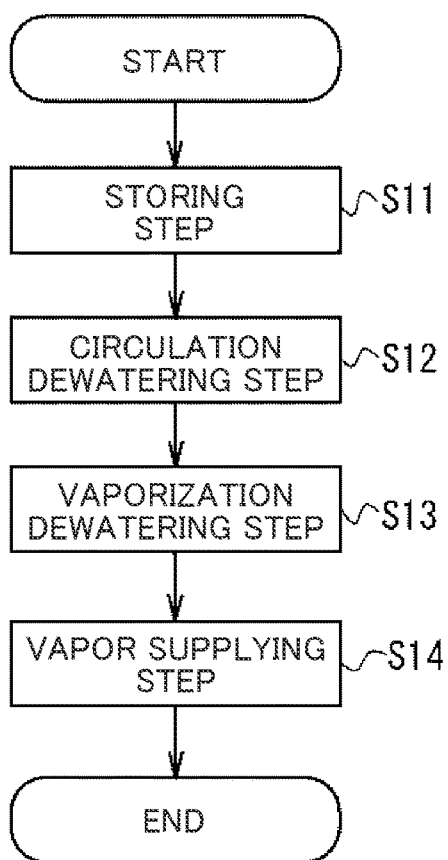 START
STORING
STEP
S11
CIRCULATION
DEWATERING STEP
S12
VAPORIZATION
DEWATERING STEP
S13
VAPOR SUPPLYING
STEP
S14
END